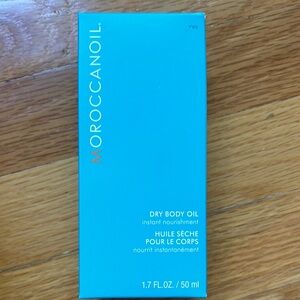 MOROCCANOIL.
DRY BODY OIL
instant nourishment
HUILE SÈCHE
POUR LE CORPS
nourrit instantanément
1.7 FL.OZ. / 50 ml